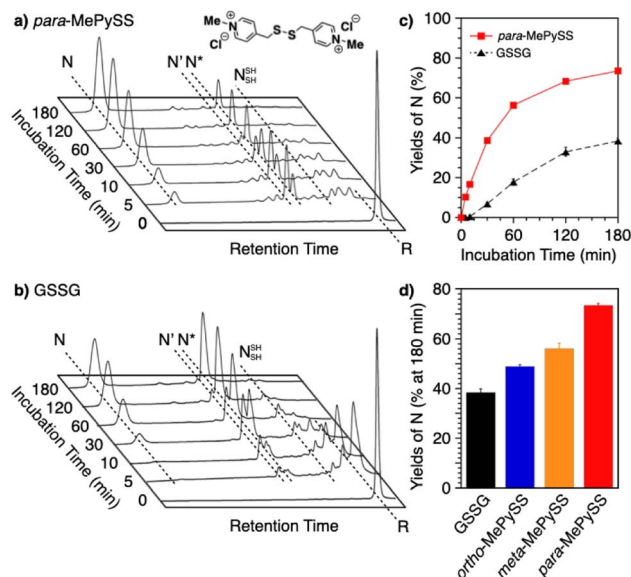 a) para-MePySS
N–Me
Cl⊖
S–S
Cl⊖
Me–N
N
N' N*
N SH SH
180
120
60
30
10
5
0
Incubation Time (min)
Retention Time
R
b) GSSG
N
N' N*
N SH SH
180
120
60
30
10
5
0
Incubation Time (min)
Retention Time
R
c)
100
80
60
40
20
0
Yields of N (%)
para-MePySS
GSSG
0 60 120 180
Incubation Time (min)
d)
80
60
40
20
0
Yields of N (% at 180 min)
GSSG
ortho-MePySS
meta-MePySS
para-MePySS